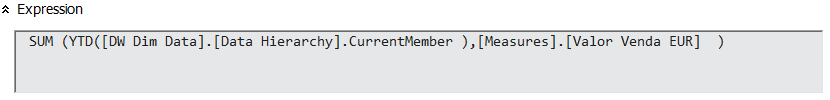 Expression
SUM (YTD([DW Dim Data].[Data Hierarchy].CurrentMember ),[Measures].[Valor Venda EUR]  )